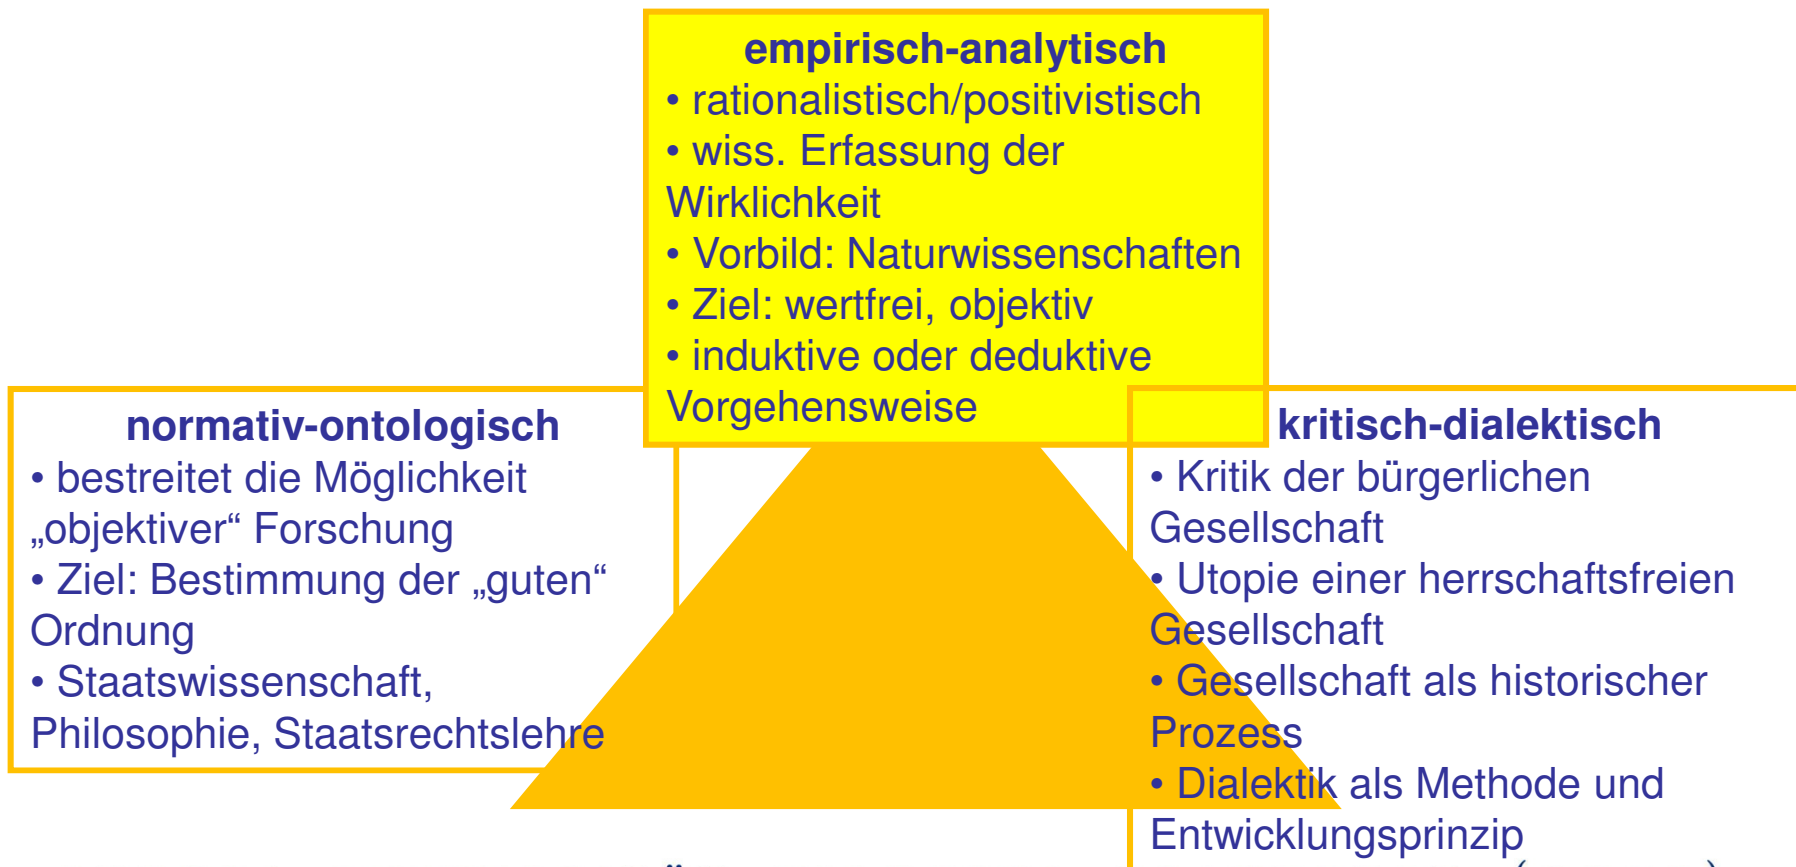 empirisch-analytisch
• rationalistisch/positivistisch
• wiss. Erfassung der
Wirklichkeit
• Vorbild: Naturwissenschaften
• Ziel: wertfrei, objektiv
• induktive oder deduktive
Vorgehensweise
normativ-ontologisch
• bestreitet die Möglichkeit
„objektiver“ Forschung
• Ziel: Bestimmung der „guten“
Ordnung
• Staatswissenschaft,
Philosophie, Staatsrechtslehre
kritisch-dialektisch
• Kritik der bürgerlichen
Gesellschaft
• Utopie einer herrschaftsfreien
Gesellschaft
• Gesellschaft als historischer
Prozess
• Dialektik als Methode und
Entwicklungsprinzip